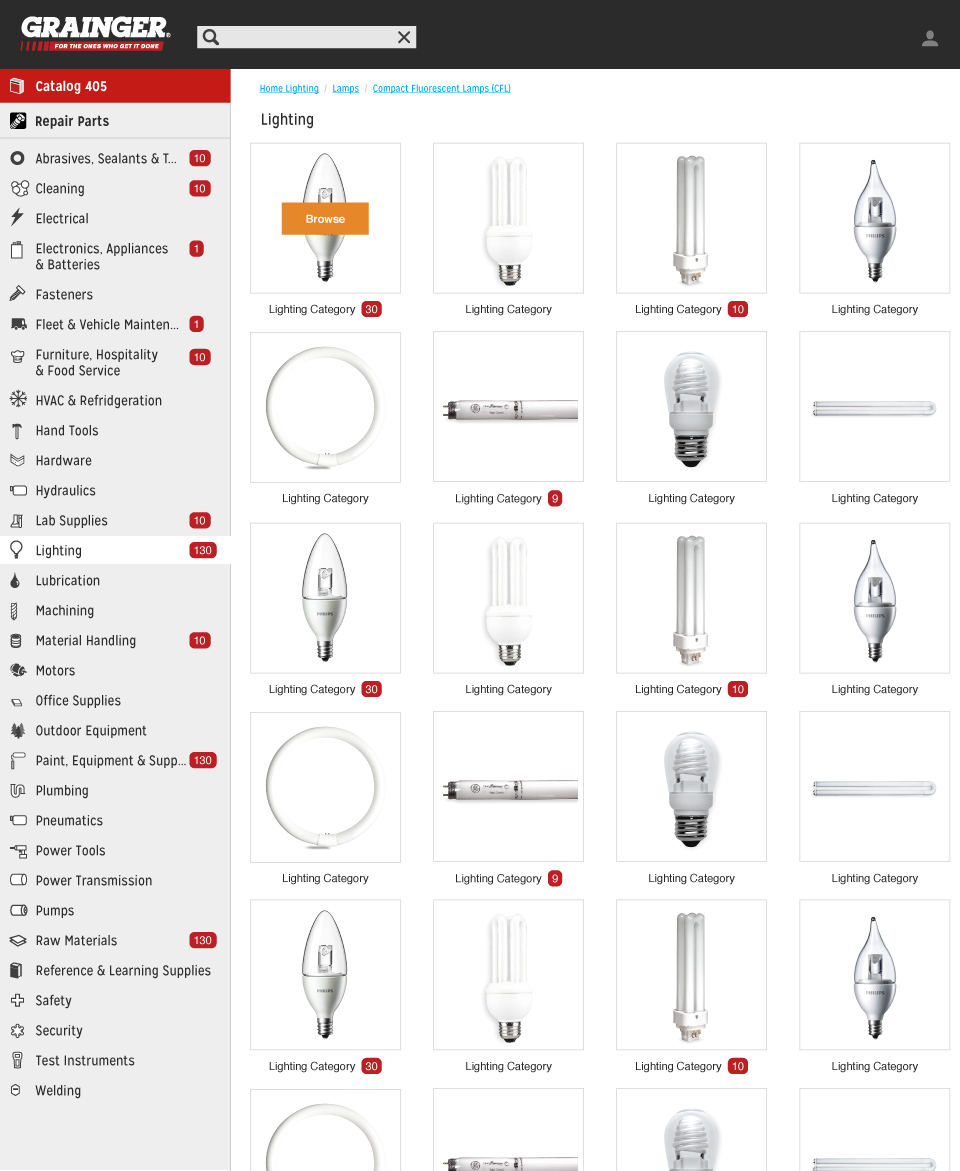 GRAINGER®
FOR THE ONES WHO GET IT DONE
Catalog 405
Repair Parts
Abrasives, Sealants & T... 10
Cleaning 10
Electrical
Electronics, Appliances 1
& Batteries
Fasteners
Fleet & Vehicle Mainten... 1
Furniture, Hospitality 10
& Food Service
HVAC & Refridgeration
Hand Tools
Hardware
Hydraulics
Lab Supplies 10
Lighting 130
Lubrication
Machining
Material Handling 10
Motors
Office Supplies
Outdoor Equipment
Paint, Equipment & Supp... 130
Plumbing
Pneumatics
Power Tools
Power Transmission
Pumps
Raw Materials 130
Reference & Learning Supplies
Safety
Security
Test Instruments
Welding
Home Lighting / Lamps / Compact Fluorescent Lamps (CFL)
Lighting
Browse
PHILIPS
Lighting Category 30
Lighting Category
Lighting Category 10
Lighting Category
Lighting Category
Lighting Category 9
Lighting Category
Lighting Category
PHILIPS
PHILIPS
Lighting Category 30
Lighting Category
Lighting Category 10
Lighting Category
Lighting Category
Lighting Category 9
Lighting Category
Lighting Category
PHILIPS
PHILIPS
Lighting Category 30
Lighting Category
Lighting Category 10
Lighting Category